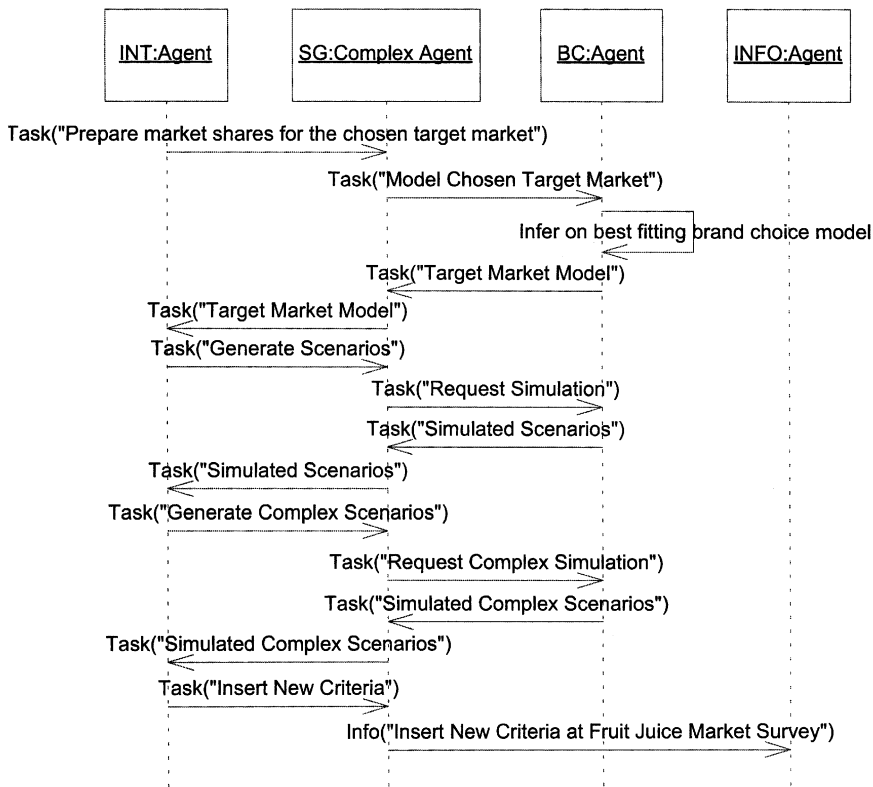 INT:Agent
SG:Complex Agent
BC:Agent
INFO:Agent
Task("Prepare market shares for the chosen target market")
Task("Model Chosen Target Market")
Infer on best fitting brand choice model
Task("Target Market Model")
Task("Target Market Model")
Task("Generate Scenarios")
Task("Request Simulation")
Task("Simulated Scenarios")
Task("Simulated Scenarios")
Task("Generate Complex Scenarios")
Task("Request Complex Simulation")
Task("Simulated Complex Scenarios")
Task("Simulated Complex Scenarios")
Task("Insert New Criteria")
Info("Insert New Criteria at Fruit Juice Market Survey")